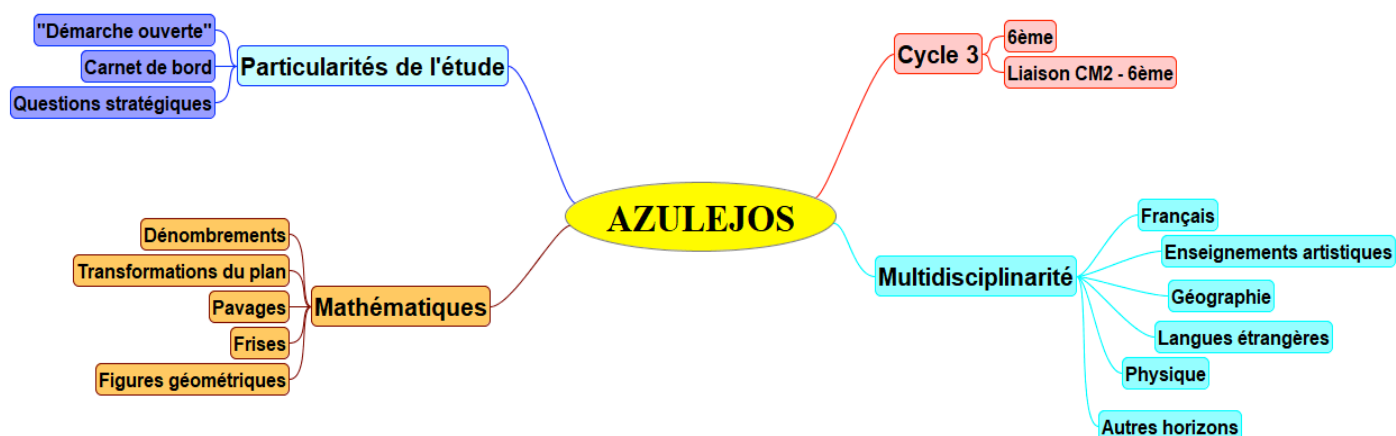 "Démarche ouverte"
Carnet de bord
Questions stratégiques
Particularités de l'étude
Cycle 3
6ème
Liaison CM2 - 6ème
AZULEJOS
Dénombrements
Transformations du plan
Pavages
Frises
Figures géométriques
Mathématiques
Multidisciplinarité
Français
Enseignements artistiques
Géographie
Langues étrangères
Physique
Autres horizons